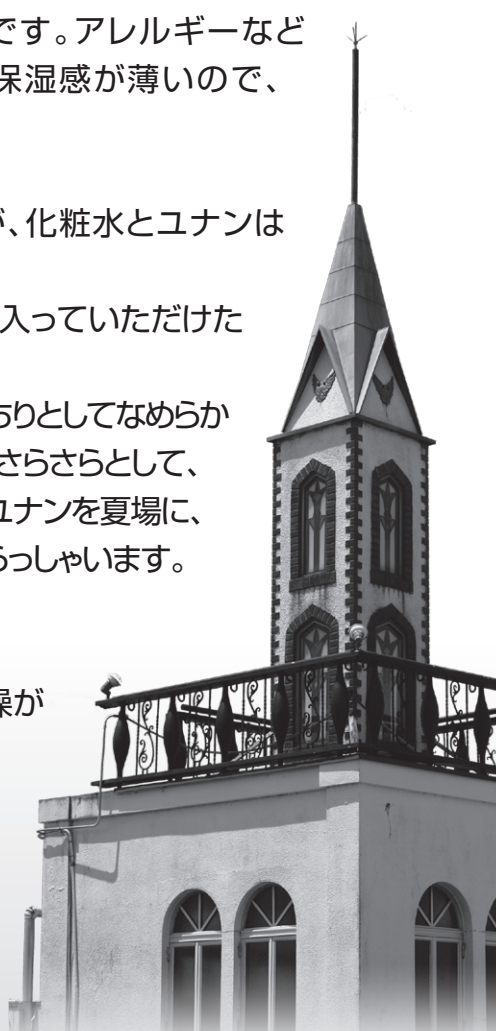 です。アレルギーなど
保湿感が薄いので、
、化粧水とユナンは
入っていただけた
ちりとしてなめらか
さらさらとして、
ユナンを夏場に、
らっしゃいます。
燥が